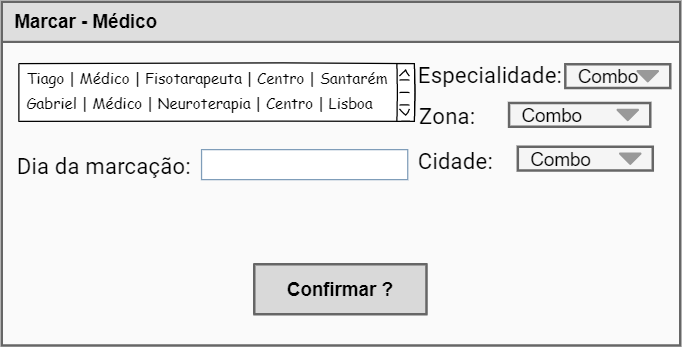 Marcar - Médico
Tiago | Médico | Fisotarapeuta | Centro | Santarém
Gabriel | Médico | Neuroterapia | Centro | Lisboa
Especialidade: Combo
Zona: Combo
Dia da marcação:
Cidade: Combo
Confirmar ?